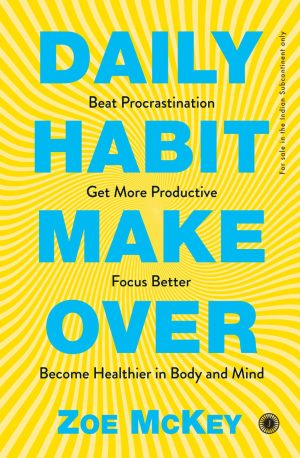 DAILY
Beat Procrastination
HABIT
Get More Productive
MAKE
Focus Better
OVER
Become Healthier in Body and Mind
ZOE MCKEY
For sale in the Indian Subcontinent only
J